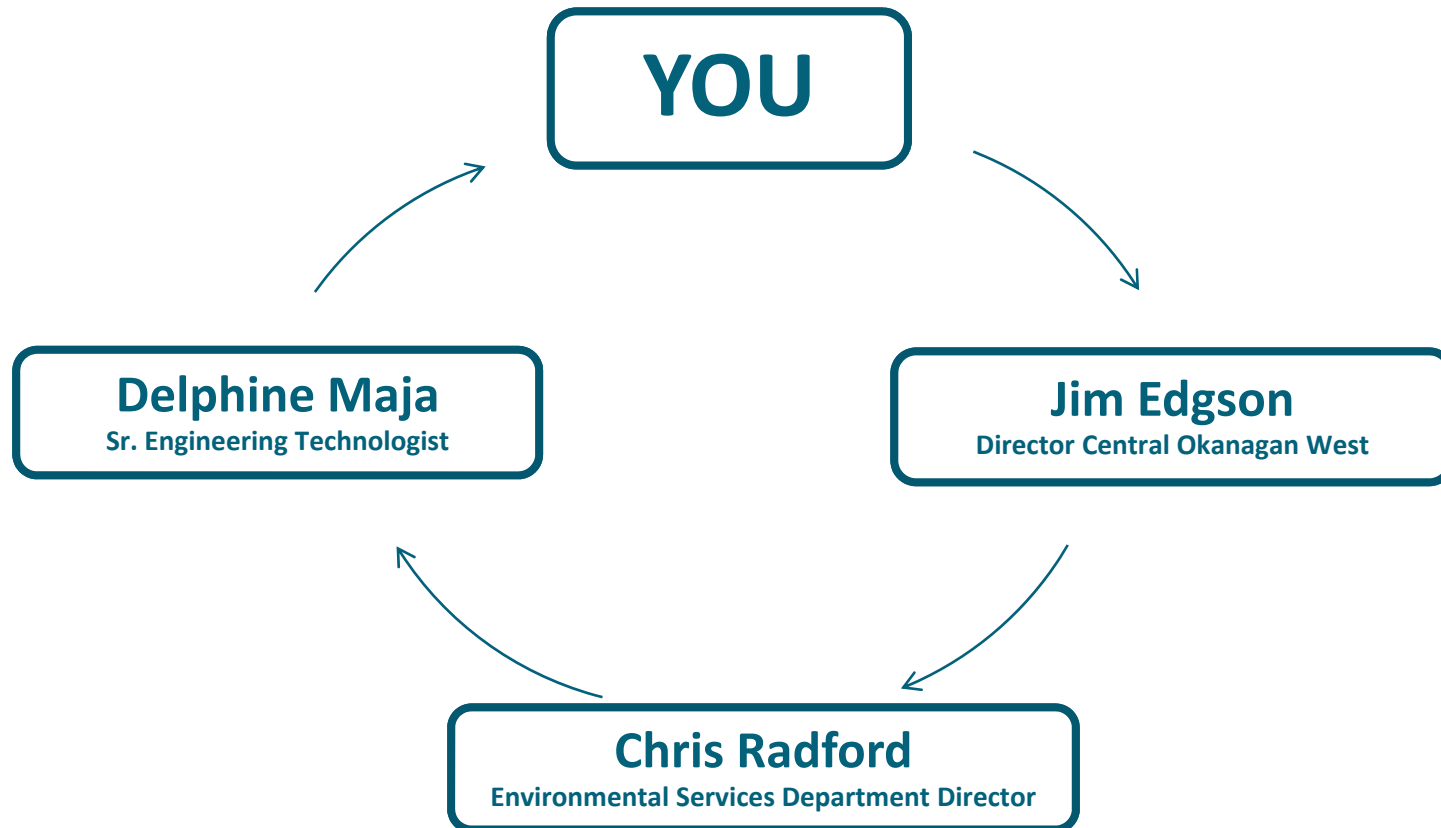 YOU
Delphine Maja
Sr. Engineering Technologist
Jim Edgson
Director Central Okanagan West
Chris Radford
Environmental Services Department Director